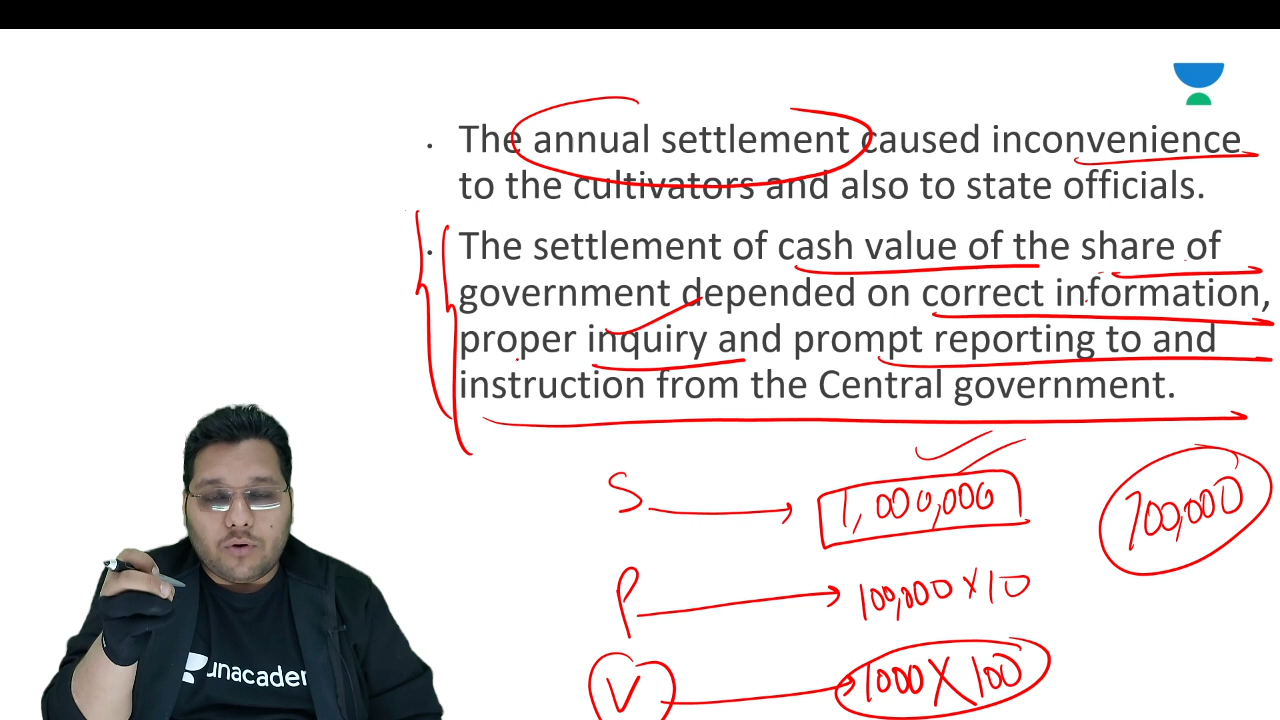 The annual settlement caused inconvenience
to the cultivators and also to state officials.
The settlement of cash value of the share of
government depended on correct information,
proper inquiry and prompt reporting to and
instruction from the Central government.
S 1,000,000
700,000
P 100,000 X 10
V 1000 X 100
unacader